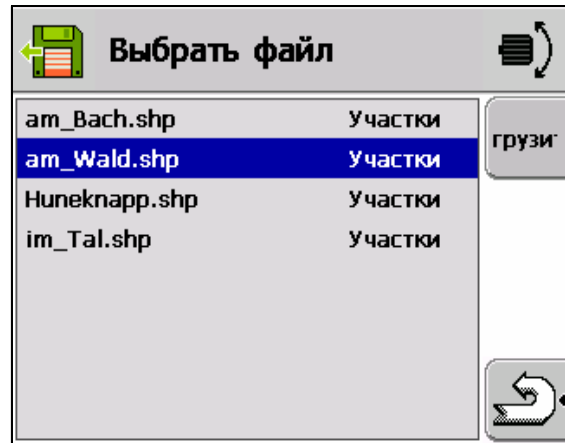 Выбрать файл
am_Bach.shp Участки
грузи
am_Wald.shp Участки
Huneknapp.shp Участки
im_Tal.shp Участки